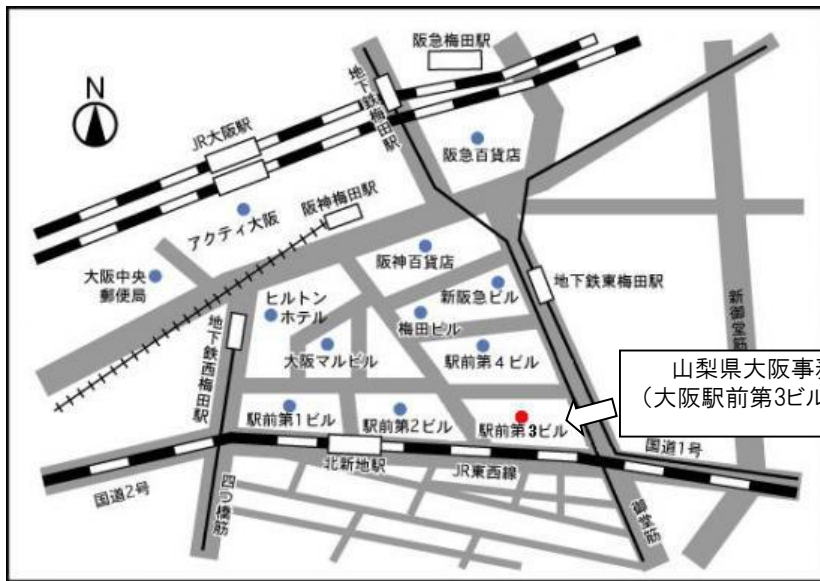 阪急梅田駅
N
地下鉄梅田駅
JR大阪駅
阪急百貨店
阪神梅田駅
アクティ大阪
大阪中央
郵便局
阪神百貨店
地下鉄東梅田駅
新阪急ビル
ヒルトン
ホテル
梅田ビル
新御堂筋
地下鉄西梅田駅
大阪マルビル
駅前第4ビル
山梨県大阪事務
(大阪駅前第3ビル
駅前第1ビル
駅前第2ビル
駅前第3ビル
国道1号
北新地駅
JR東西線
国道2号
四つ橋筋
御堂筋